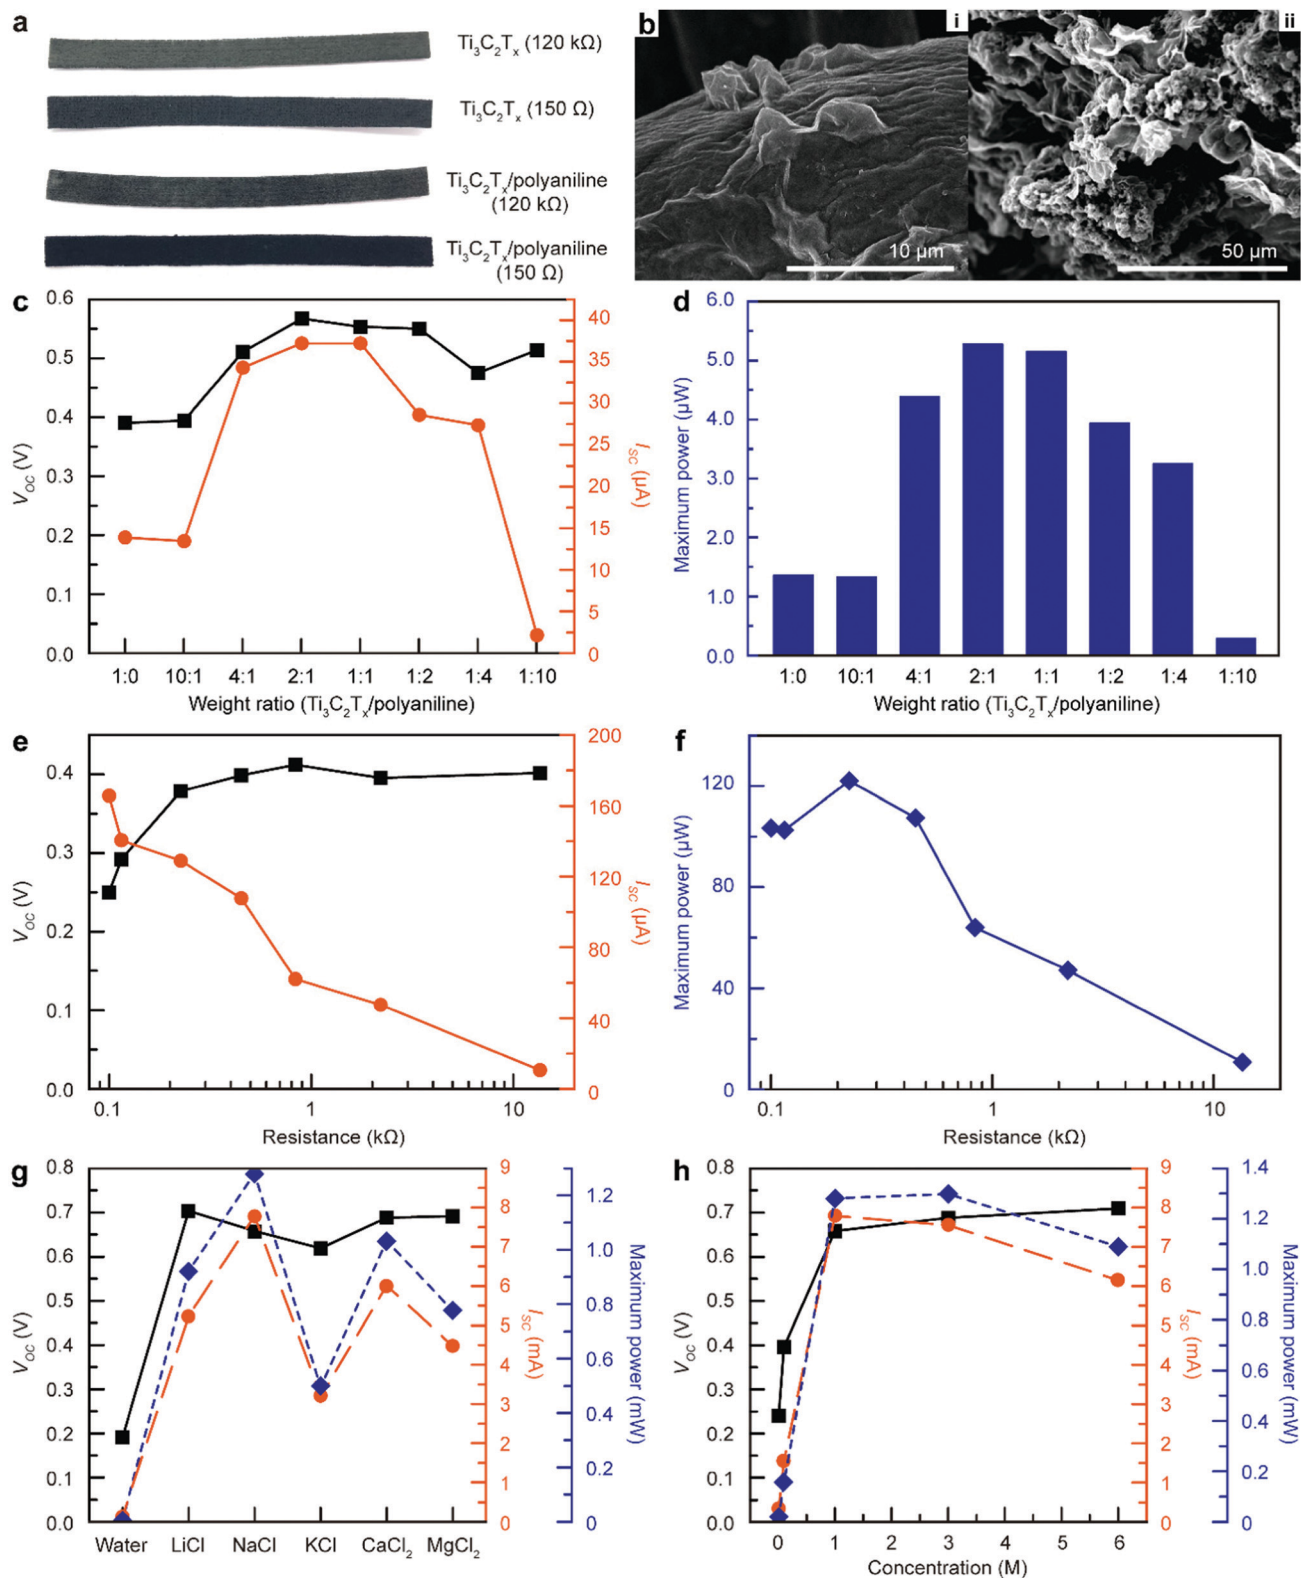 a
Ti₃C₂Tₓ (120 kΩ)
Ti₃C₂Tₓ (150 Ω)
Ti₃C₂Tₓ/polyaniline
(120 kΩ)
Ti₃C₂Tₓ/polyaniline
(150 Ω)
b
i
10 µm
ii
50 µm
c
0.6
0.5
0.4
0.3
0.2
0.1
0.0
V_OC (V)
40
35
30
25
20
15
10
5
0
I_SC (µA)
1:0 10:1 4:1 2:1 1:1 1:2 1:4 1:10
Weight ratio (Ti₃C₂Tₓ/polyaniline)
d
6.0
5.0
4.0
3.0
2.0
1.0
0.0
Maximum power (µW)
1:0 10:1 4:1 2:1 1:1 1:2 1:4 1:10
Weight ratio (Ti₃C₂Tₓ/polyaniline)
e
0.4
0.3
0.2
0.1
0.0
V_OC (V)
200
160
120
80
40
0
I_SC (µA)
0.1 1 10
Resistance (kΩ)
f
120
80
40
0
Maximum power (µW)
0.1 1 10
Resistance (kΩ)
g
0.8
0.7
0.6
0.5
0.4
0.3
0.2
0.1
0.0
V_OC (V)
9
8
7
6
5
4
3
2
1
0
I_SC (mA)
1.2
1.0
0.8
0.6
0.4
0.2
0
Maximum power (mW)
Water LiCl NaCl KCl CaCl₂ MgCl₂
h
0.8
0.7
0.6
0.5
0.4
0.3
0.2
0.1
0.0
V_OC (V)
9
8
7
6
5
4
3
2
1
0
I_SC (mA)
1.4
1.2
1.0
0.8
0.6
0.4
0.2
0
Maximum power (mW)
0 1 2 3 4 5 6
Concentration (M)